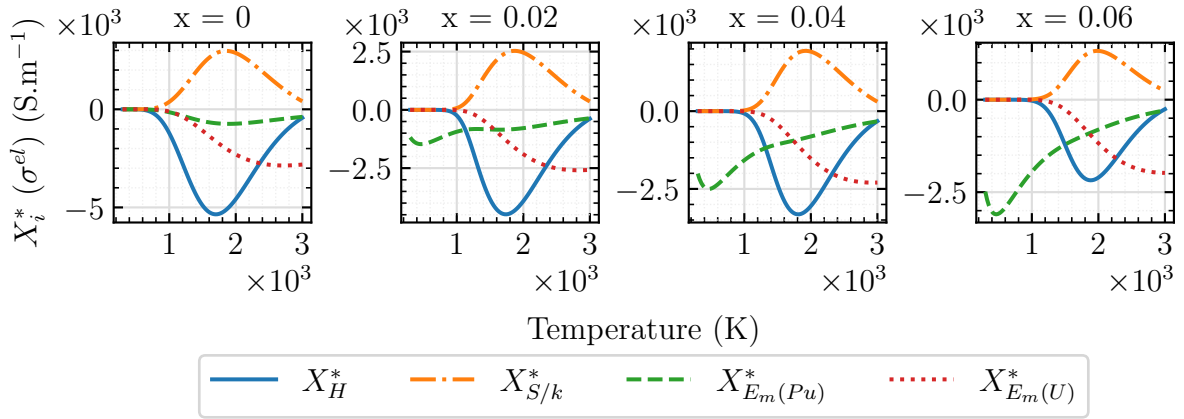 x = 0 x = 0.02 x = 0.04 x = 0.06
×10³ ×10³ ×10³ ×10³
0 −5
2.5 0.0 −2.5
0.0 −2.5
0.0 −2.5
1 2 3 1 2 3 1 2 3 1 2 3
×10³ ×10³ ×10³ ×10³
X*ᵢ (σᵉˡ) (S.m⁻¹)
Temperature (K)
X*_H X*_{S/k} X*_{E_m(Pu)} X*_{E_m(U)}